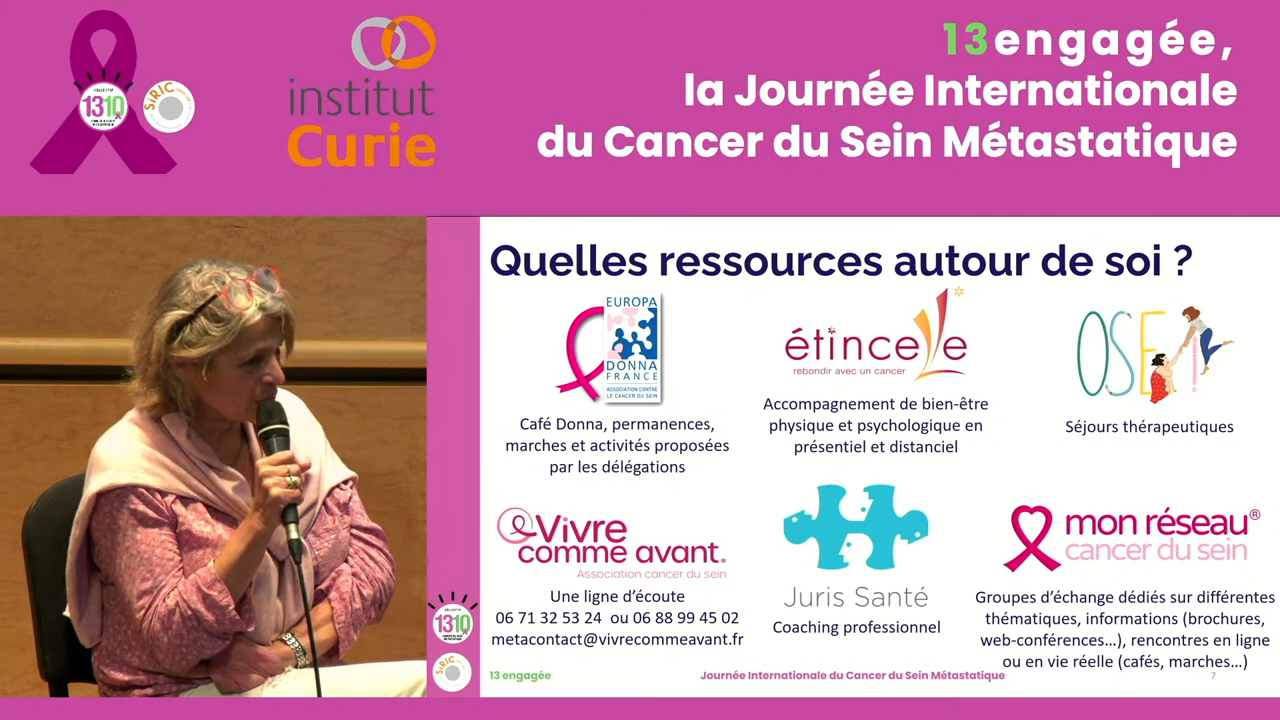 COLLECTIF
1310
SiRIC
institut
Curie
13engagée,
la Journée Internationale
du Cancer du Sein Métastatique
Quelles ressources autour de soi ?
EUROPA
DONNA
FRANCE
ASSOCIATION CONTRE
LE CANCER DU SEIN
Café Donna, permanences,
marches et activités proposées
par les délégations
étincelle
rebondir avec un cancer
Accompagnement de bien-être
physique et psychologique en
présentiel et distanciel
OSE!
Séjours thérapeutiques
Vivre
comme avant.
Association cancer du sein
Une ligne d’écoute
06 71 32 53 24 ou 06 88 99 45 02
metacontact@vivrecommeavant.fr
Juris Santé
Coaching professionnel
mon réseau®
cancer du sein
Groupes d’échange dédiés sur différentes
thématiques, informations (brochures,
web-conférences…), rencontres en ligne
ou en vie réelle (cafés, marches…)
COLLECTIF
1310
SiRIC
13 engagée
Journée Internationale du Cancer du Sein Métastatique
7